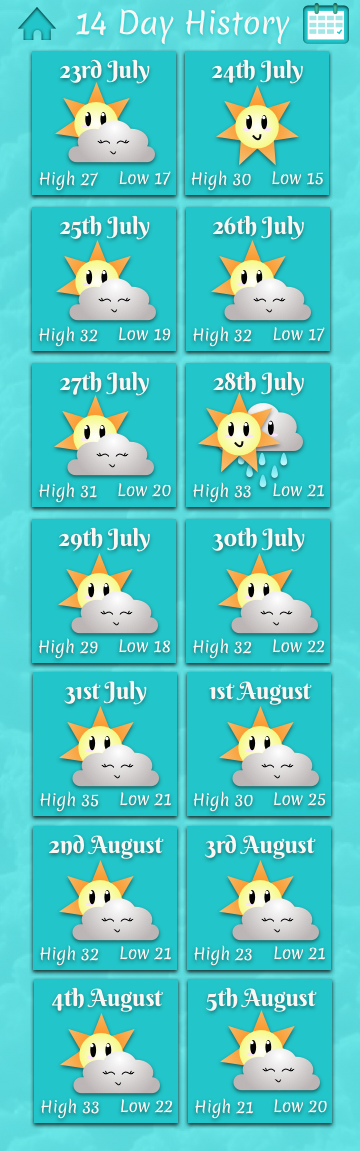 14 Day History
23rd July 24th July
High 27 Low 17 High 30 Low 15
25th July 26th July
High 32 Low 19 High 32 Low 17
27th July 28th July
High 31 Low 20 High 33 Low 21
29th July 30th July
High 29 Low 18 High 32 Low 22
31st July 1st August
High 35 Low 21 High 30 Low 25
2nd August 3rd August
High 32 Low 21 High 23 Low 21
4th August 5th August
High 33 Low 22 High 21 Low 20